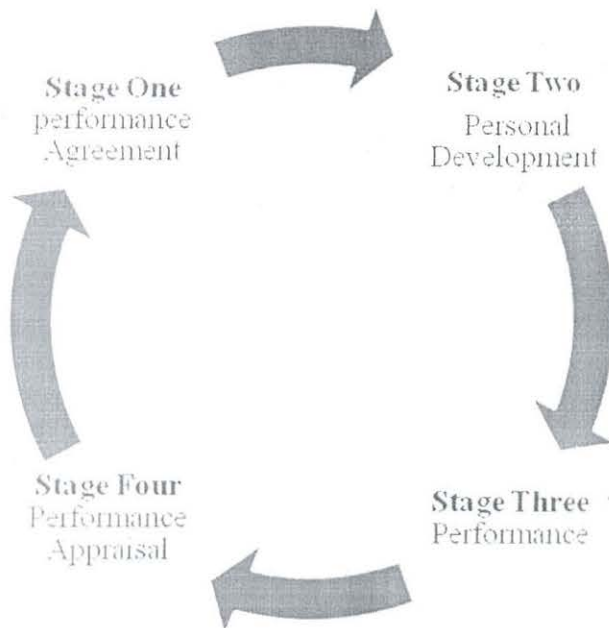 Stage One
performance
Agreement
Stage Two
Personal
Development
Stage Three
Performance
Stage Four
Performance
Appraisal